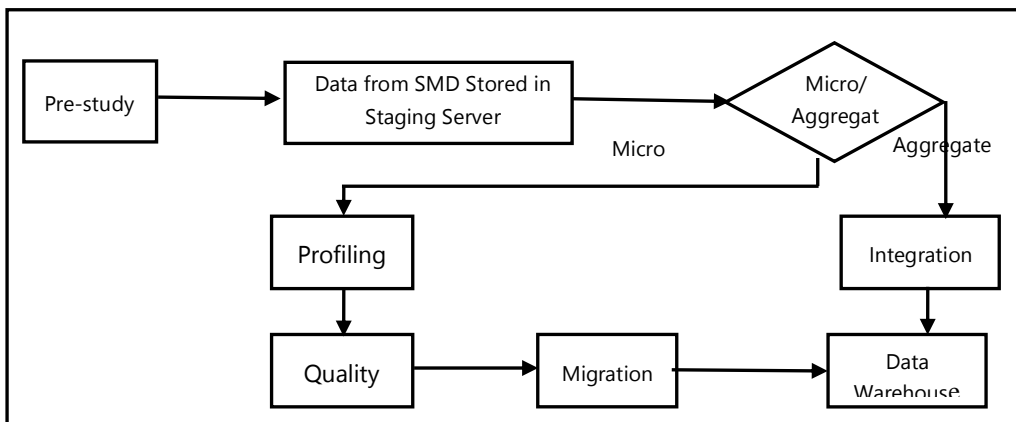 Pre-study
Data from SMD Stored in
Staging Server
Micro/
Aggregat
Micro
Aggregate
Profiling
Integration
Quality
Migration
Data
Warehouse